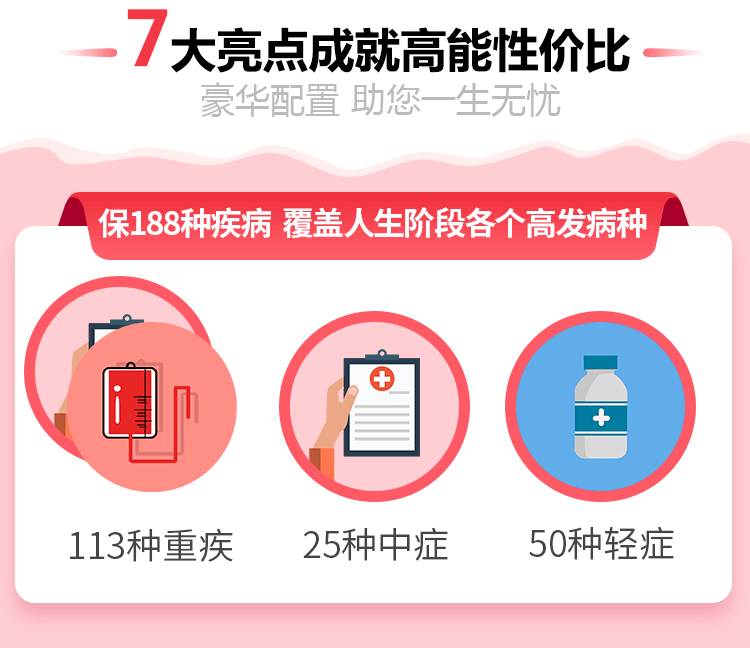 7大亮点成就高能性价比
豪华配置 助您一生无忧
保188种疾病 覆盖人生阶段各个高发病种
113种重疾
25种中症
50种轻症